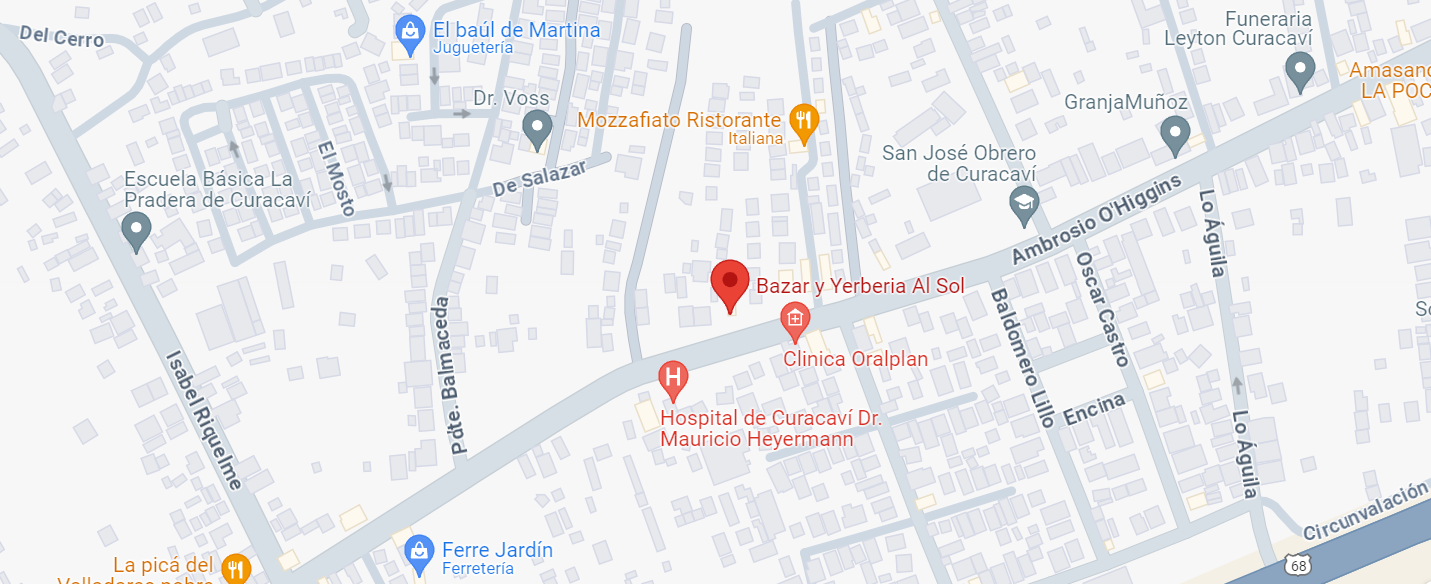 Del Cerro
El baúl de Martina
Juguetería
Funeraria
Leyton Curacaví
Amasand
LA POC
Dr. Voss
Mozzafiato Ristorante
Italiana
GranjaMuñoz
San José Obrero
de Curacaví
El Mosto
De Salazar
Escuela Básica La
Pradera de Curacaví
Ambrosio O'Higgins
Lo Águila
Bazar y Yerberia Al Sol
Oscar Castro
Baldomero Lillo
Pdte. Balmaceda
Isabel Riquelme
Clinica Oralplan
Hospital de Curacaví Dr.
Mauricio Heyermann
Encina
Lo Águila
Circunvalación
Ferre Jardín
Ferretería
La picá del
68